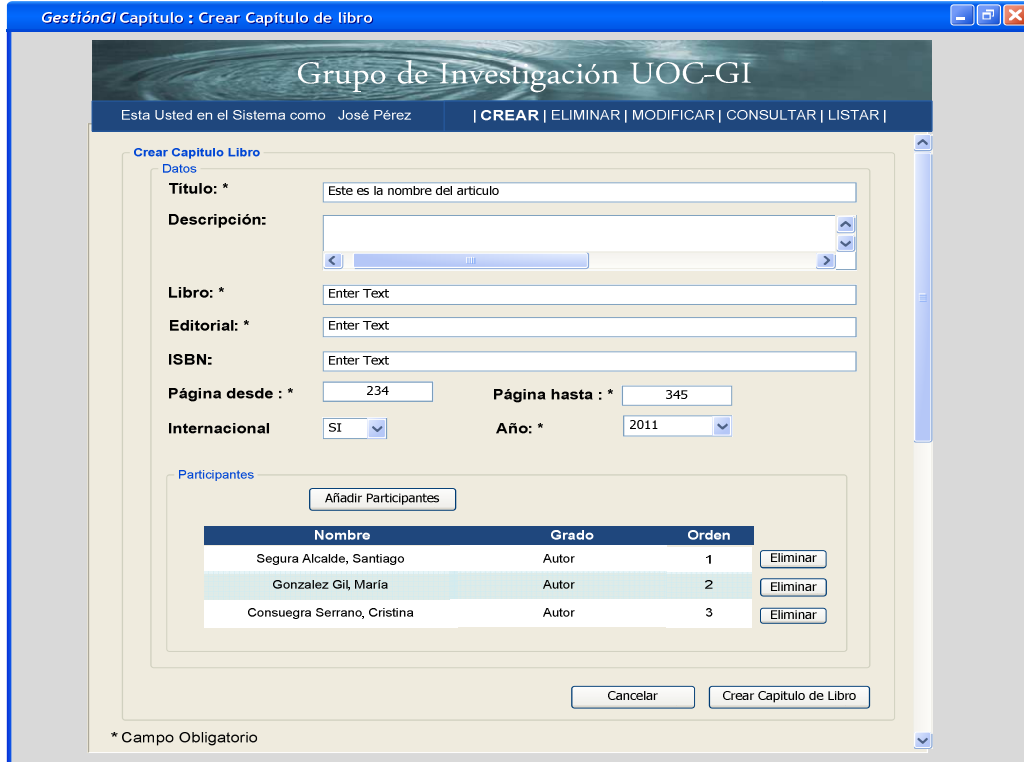 GestiónGI Capítulo : Crear Capítulo de libro
Grupo de Investigación UOC-GI
Esta Usted en el Sistema como José Pérez | CREAR | ELIMINAR | MODIFICAR | CONSULTAR | LISTAR |
Crear Capitulo Libro
Datos
Título: * Este es la nombre del articulo
Descripción:
Libro: * Enter Text
Editorial: * Enter Text
ISBN: Enter Text
Página desde : * 234 Página hasta : * 345
Internacional SI Año: * 2011
Participantes
Añadir Participantes
Nombre Grado Orden
Segura Alcalde, Santiago Autor 1 Eliminar
Gonzalez Gil, María Autor 2 Eliminar
Consuegra Serrano, Cristina Autor 3 Eliminar
Cancelar Crear Capitulo de Libro
* Campo Obligatorio